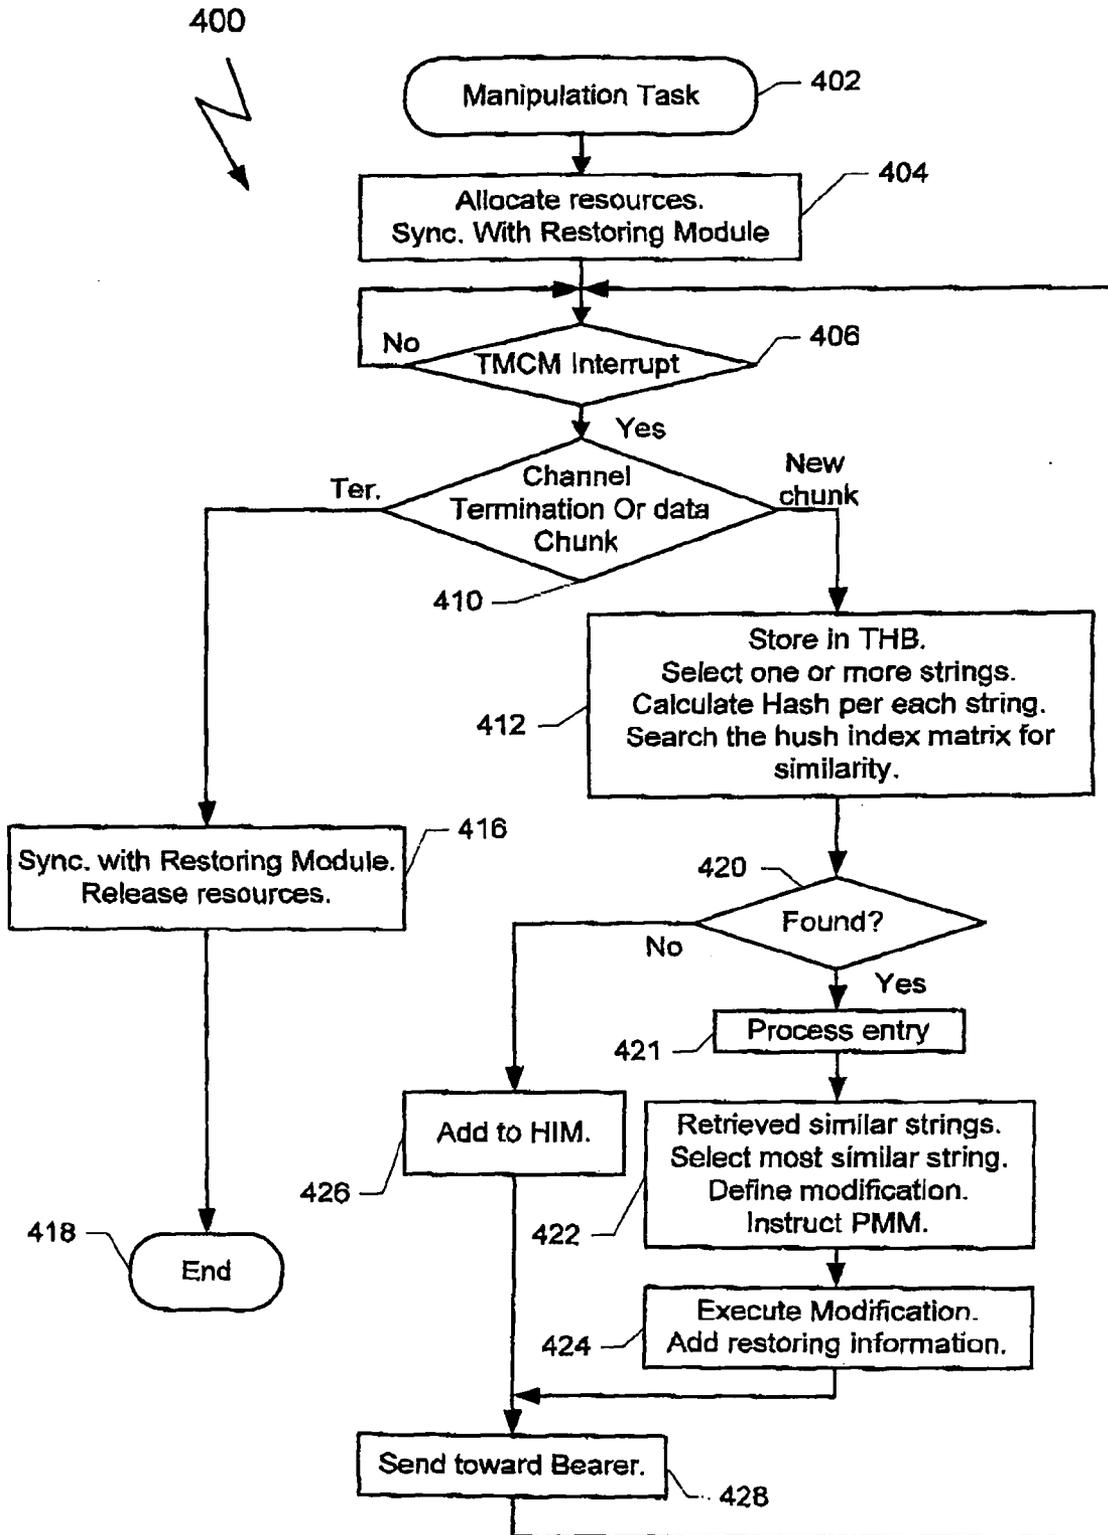 400
Manipulation Task
402
Allocate resources.
Sync. With Restoring Module
404
No
TMCM Interrupt
406
Yes
Channel
Termination Or data
Chunk
Ter.
New
chunk
410
Store in THB.
Select one or more strings.
Calculate Hash per each string.
Search the hush index matrix for
similarity.
412
Sync. with Restoring Module.
Release resources.
416
420
Found?
No
Yes
Process entry
421
Add to HIM.
426
Retrieved similar strings.
Select most similar string.
Define modification.
Instruct PMM.
422
418
End
Execute Modification.
Add restoring information.
424
Send toward Bearer.
428